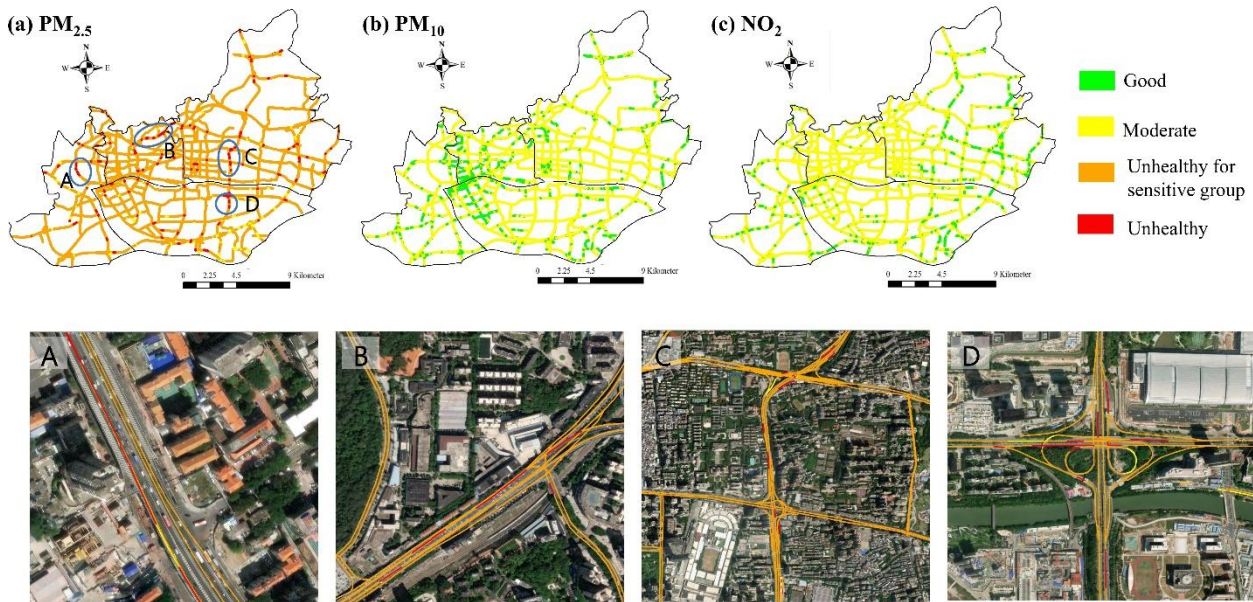 (a) PM2.5
(b) PM10
(c) NO2
N
W E
S
N
W E
S
N
W E
S
A
B
C
D
0 2.25 4.5 9 Kilometer
0 2.25 4.5 9 Kilometer
0 2.25 4.5 9 Kilometer
Good
Moderate
Unhealthy for
sensitive group
Unhealthy
A
B
C
D